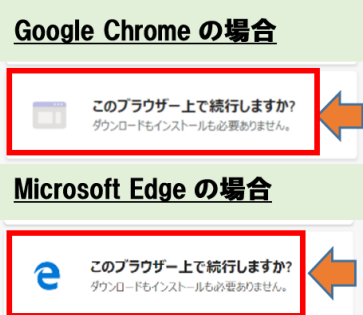 Google Chrome の場合
このブラウザー上で続行しますか?
ダウンロードもインストールも必要ありません。
Microsoft Edge の場合
このブラウザー上で続行しますか?
ダウンロードもインストールも必要ありません。